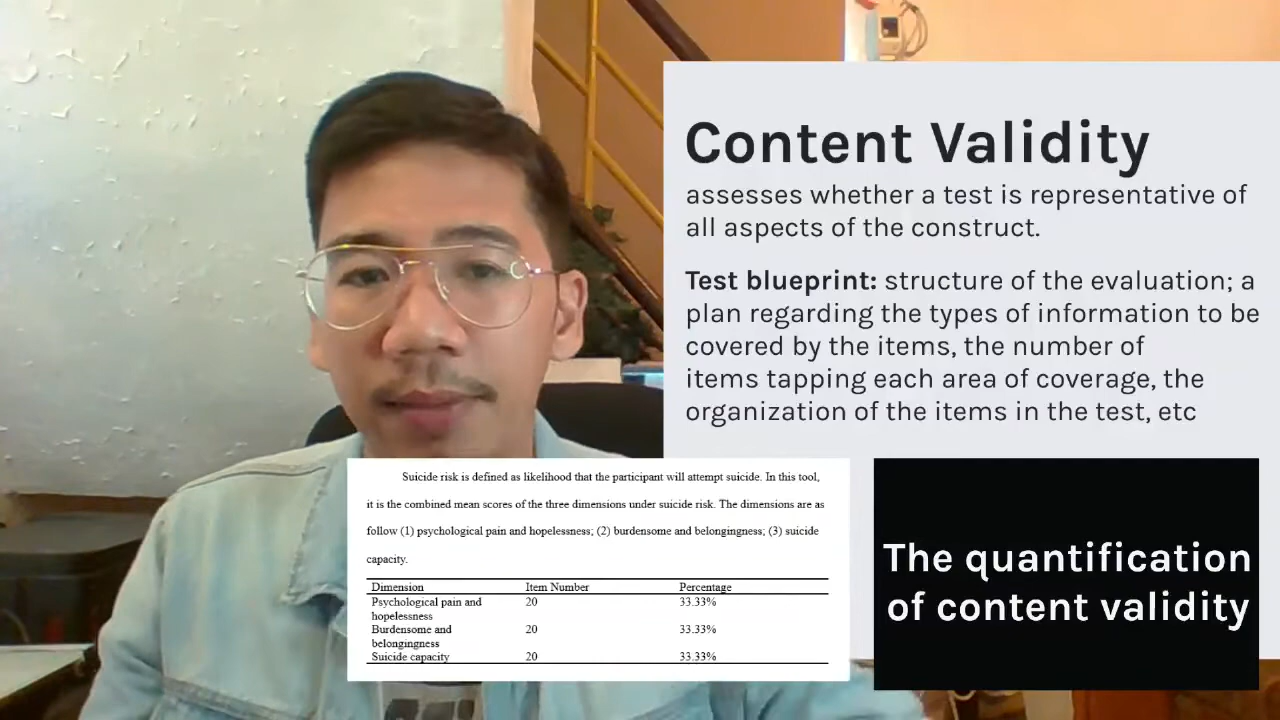 Content Validity
assesses whether a test is representative of
all aspects of the construct.
Test blueprint: structure of the evaluation; a
plan regarding the types of information to be
covered by the items, the number of
items tapping each area of coverage, the
organization of the items in the test, etc
Suicide risk is defined as likelihood that the participant will attempt suicide. In this tool,
it is the combined mean scores of the three dimensions under suicide risk. The dimensions are as
follow (1) psychological pain and hopelessness; (2) burdensome and belongingness; (3) suicide
capacity.
Dimension Item Number Percentage
Psychological pain and 20 33.33%
hopelessness
Burdensome and 20 33.33%
belongingness
Suicide capacity 20 33.33%
The quantification
of content validity